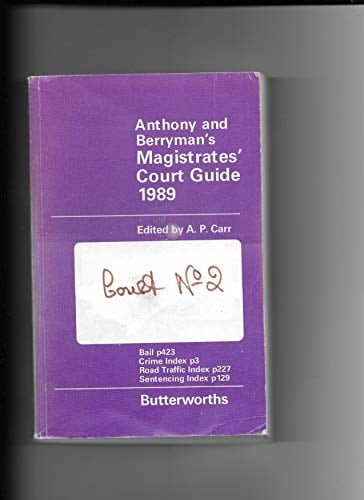 Anthony and
Berryman's
Magistrates'
Court Guide
1989
Edited by A. P. Carr
Court Nº 2
Bail p423
Crime Index p3
Road Traffic Index p227
Sentencing Index p129
Butterworths